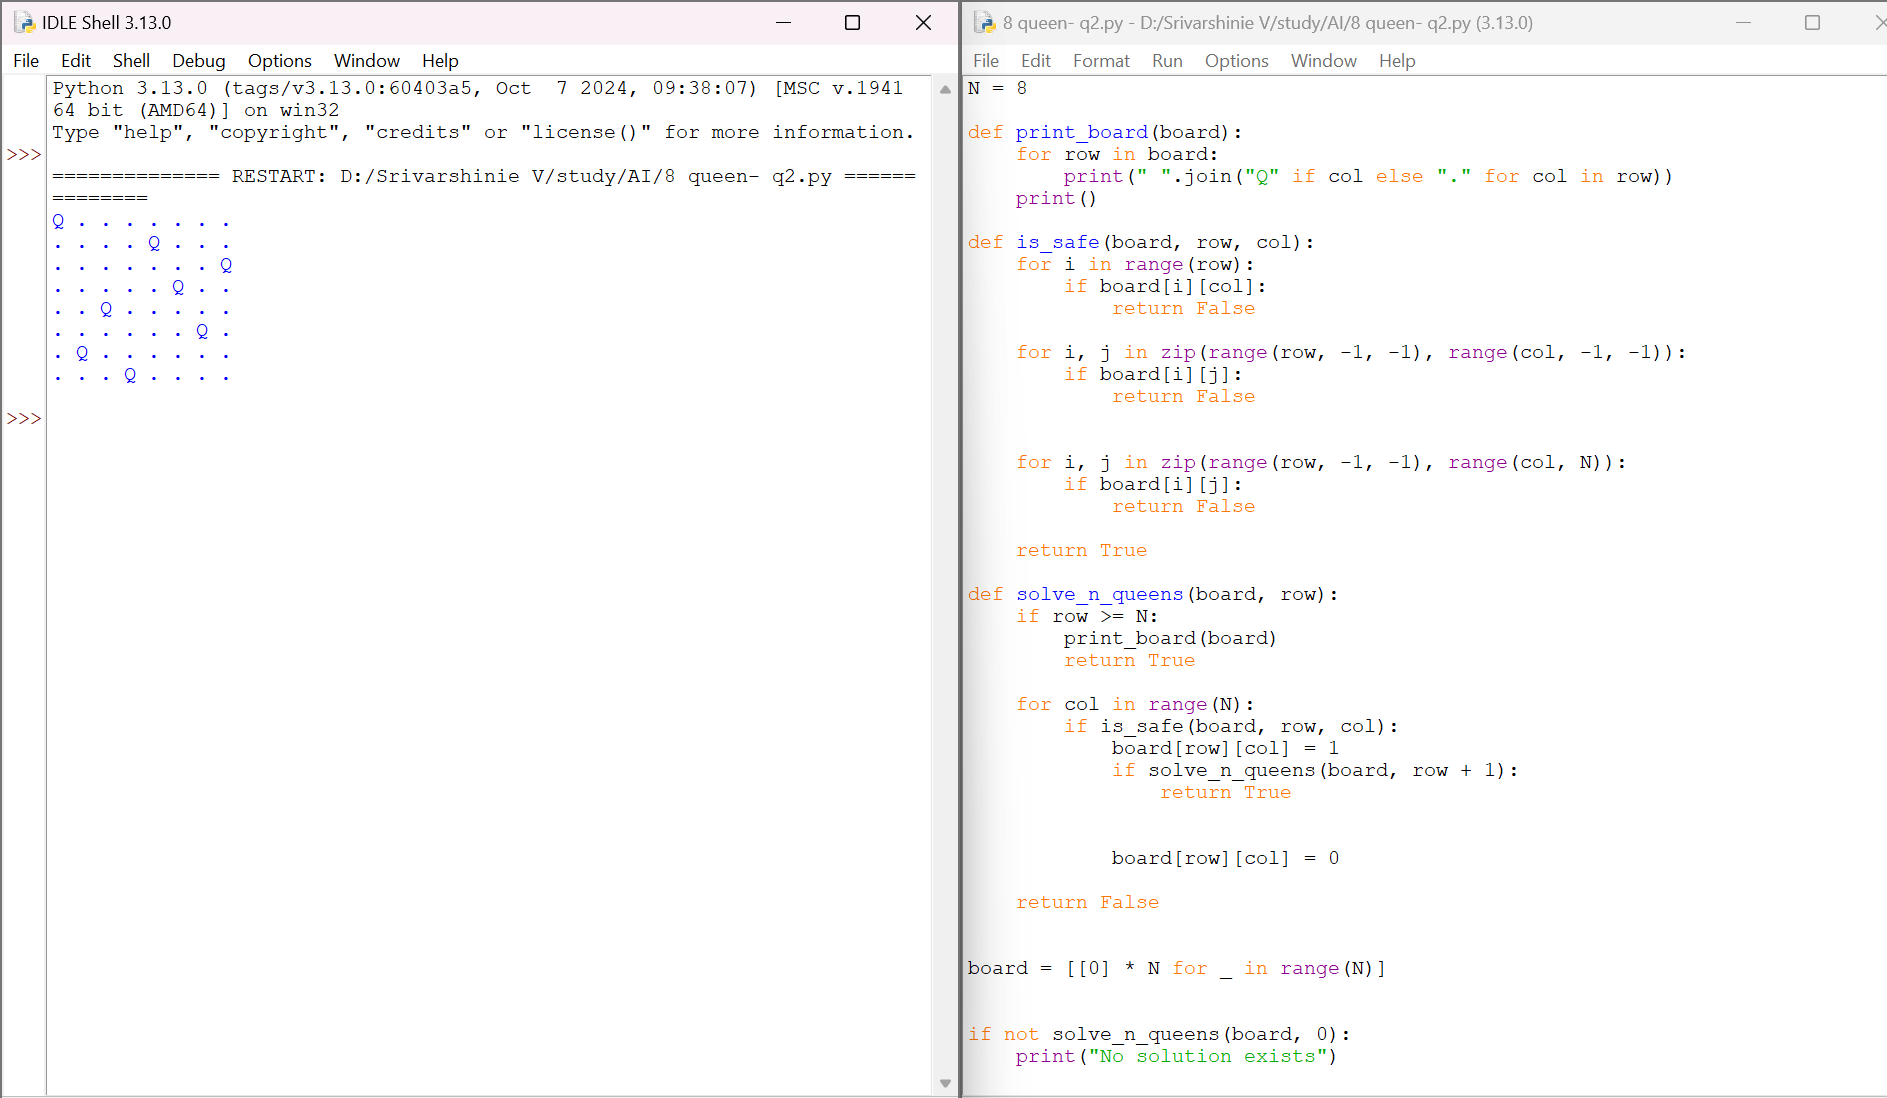 IDLE Shell 3.13.0
File Edit Shell Debug Options Window Help
Python 3.13.0 (tags/v3.13.0:60403a5, Oct  7 2024, 09:38:07) [MSC v.1941
64 bit (AMD64)] on win32
Type "help", "copyright", "credits" or "license()" for more information.
>>>
============== RESTART: D:/Srivarshinie V/study/AI/8 queen- q2.py ======
========
Q . . . . . . .
. . . . Q . . .
. . . . . . . Q
. . . . . Q . .
. . Q . . . . .
. . . . . . Q .
. Q . . . . . .
. . . Q . . . .
>>>
8 queen- q2.py - D:/Srivarshinie V/study/AI/8 queen- q2.py (3.13.0)
File Edit Format Run Options Window Help
N = 8
def print_board(board):
    for row in board:
        print(" ".join("Q" if col else "." for col in row))
    print()
def is_safe(board, row, col):
    for i in range(row):
        if board[i][col]:
            return False
    for i, j in zip(range(row, -1, -1), range(col, -1, -1)):
        if board[i][j]:
            return False
    for i, j in zip(range(row, -1, -1), range(col, N)):
        if board[i][j]:
            return False
    return True
def solve_n_queens(board, row):
    if row >= N:
        print_board(board)
        return True
    for col in range(N):
        if is_safe(board, row, col):
            board[row][col] = 1
            if solve_n_queens(board, row + 1):
                return True
            board[row][col] = 0
    return False
board = [[0] * N for _ in range(N)]
if not solve_n_queens(board, 0):
    print("No solution exists")